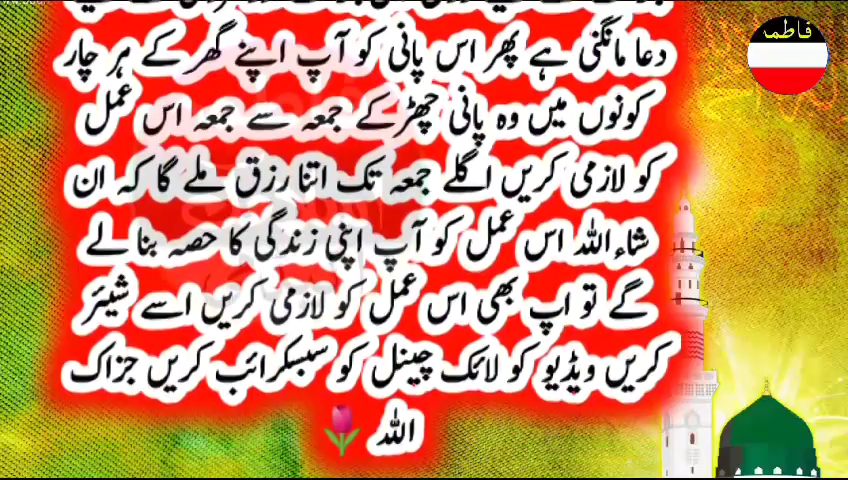 فاطمہ
دعا مانگنی ہے پھر اس پانی کو آپ اپنے گھر کے ہر چار
کونوں میں وہ پانی چھڑکے جمعہ سے جمعہ اس عمل
کو لازمی کریں اگلے جمعہ تک اتنا رزق ملے گا کہ ان
شاءاللہ اس عمل کو آپ اپنی زندگی کا حصہ بنا لے
گے تو اپ بھی اس عمل کو لازمی کریں اسے شیئر
کریں ویڈیو کو لائک چینل کو سبسکرائب کریں جزاک
اللہ